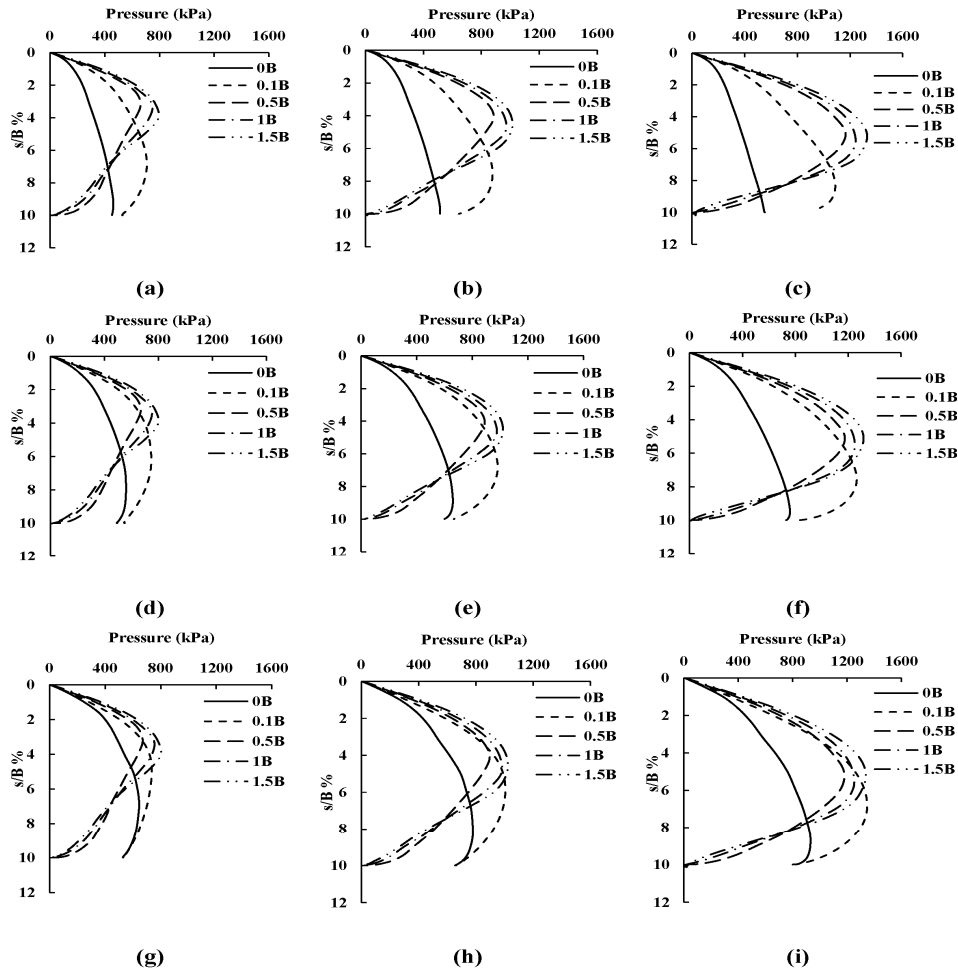 Pressure (kPa)
0 400 800 1200 1600
0
2
4
6
8
10
12
s/B %
0B
0.1B
0.5B
1B
1.5B
(a)
Pressure (kPa)
0 400 800 1200 1600
0
2
4
6
8
10
12
s/B %
0B
0.1B
0.5B
1B
1.5B
(b)
Pressure (kPa)
0 400 800 1200 1600
0
2
4
6
8
10
12
s/B %
0B
0.1B
0.5B
1B
1.5B
(c)
Pressure (kPa)
0 400 800 1200 1600
0
2
4
6
8
10
12
s/B %
0B
0.1B
0.5B
1B
1.5B
(d)
Pressure (kPa)
0 400 800 1200 1600
0
2
4
6
8
10
12
s/B %
0B
0.1B
0.5B
1B
1.5B
(e)
Pressure (kPa)
0 400 800 1200 1600
0
2
4
6
8
10
12
s/B %
0B
0.1B
0.5B
1B
1.5B
(f)
Pressure (kPa)
0 400 800 1200 1600
0
2
4
6
8
10
12
s/B %
0B
0.1B
0.5B
1B
1.5B
(g)
Pressure (kPa)
0 400 800 1200 1600
0
2
4
6
8
10
12
s/B %
0B
0.1B
0.5B
1B
1.5B
(h)
Pressure (kPa)
0 400 800 1200 1600
0
2
4
6
8
10
12
s/B %
0B
0.1B
0.5B
1B
1.5B
(i)